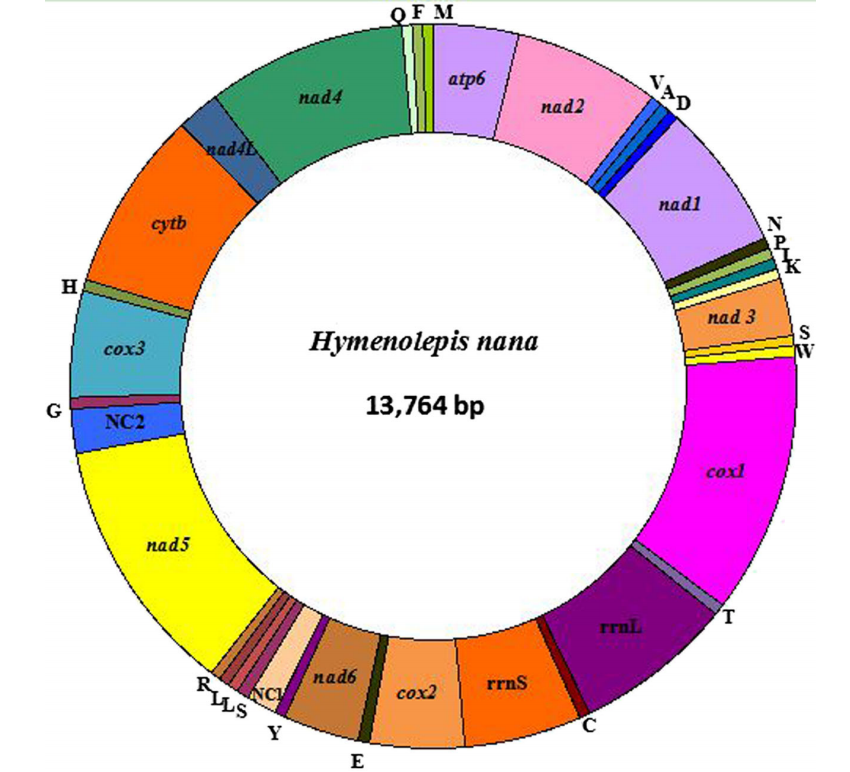 Q F M
atp6
nad2
V
A
D
nad1
N
P
I
K
nad 3
S
W
cox1
T
rrnL
C
rrnS
cox2
E
nad6
Y
NC1
S
L
L
R
nad5
NC2
G
cox3
H
cytb
nad4L
nad4
Hymenolepis nana
13,764 bp